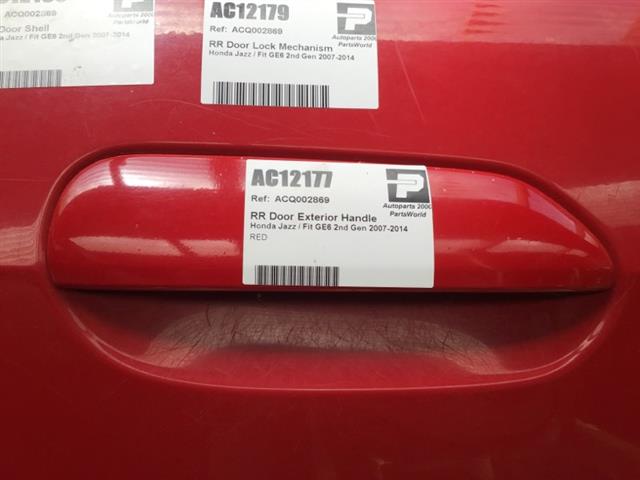 ACQ002869
Door Shell
Honda Jazz / Fit GE6 2nd Gen 2007-2014
AC12179
Ref: ACQ002869
RR Door Lock Mechanism
Honda Jazz / Fit GE6 2nd Gen 2007-2014
P
Autoparts 2000
PartsWorld
AC12177
Ref: ACQ002869
RR Door Exterior Handle
Honda Jazz / Fit GE6 2nd Gen 2007-2014
RED
P
Autoparts 2000
PartsWorld